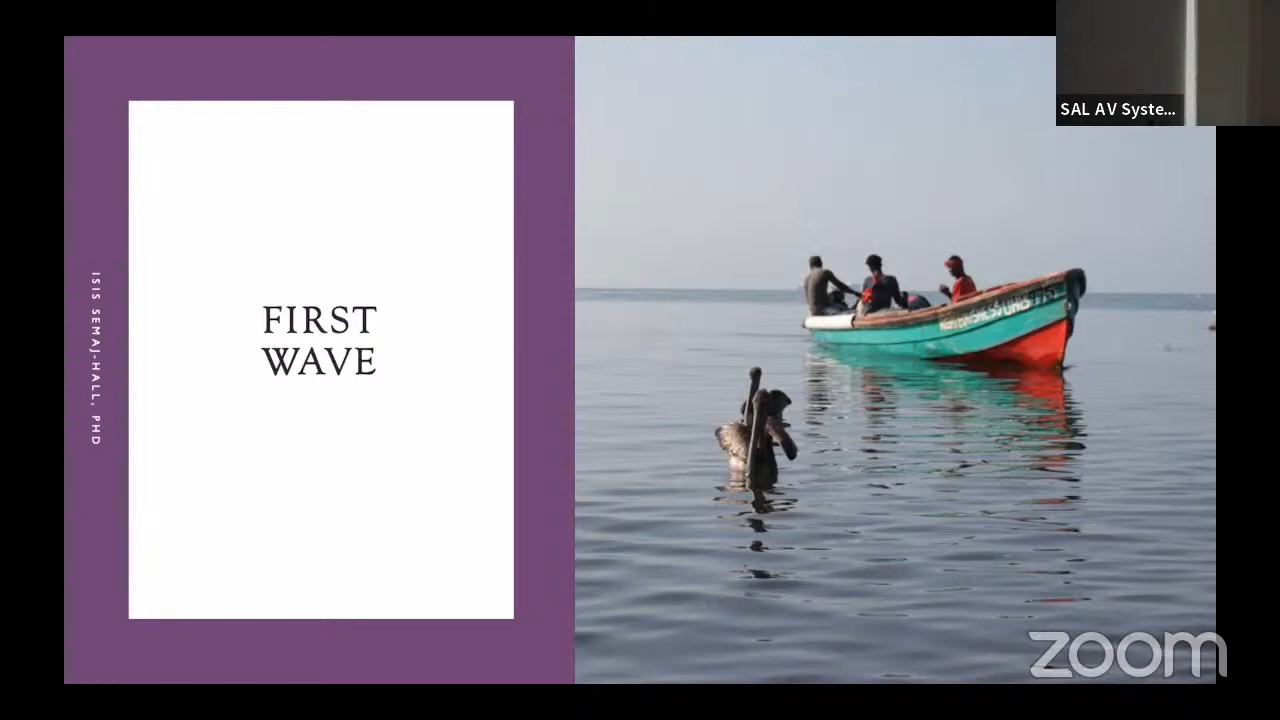 ISIS SEMAJ-HALL, PHD
FIRST
WAVE
SAL AV Syste...
zoom